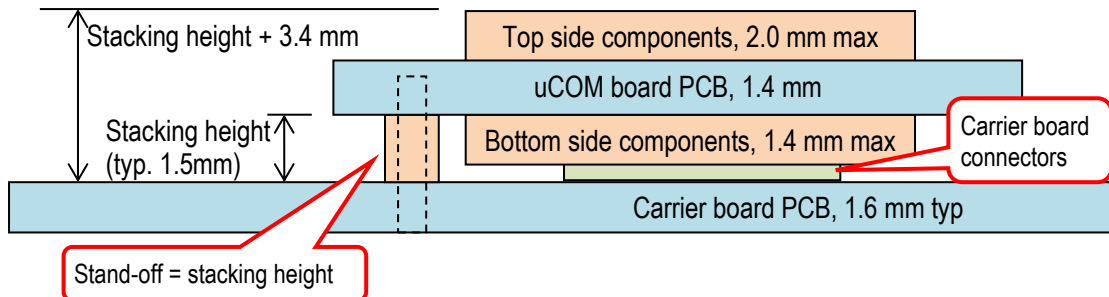 Stacking height + 3.4 mm
Top side components, 2.0 mm max
uCOM board PCB, 1.4 mm
Stacking height
(typ. 1.5mm)
Bottom side components, 1.4 mm max
Carrier board
connectors
Carrier board PCB, 1.6 mm typ
Stand-off = stacking height